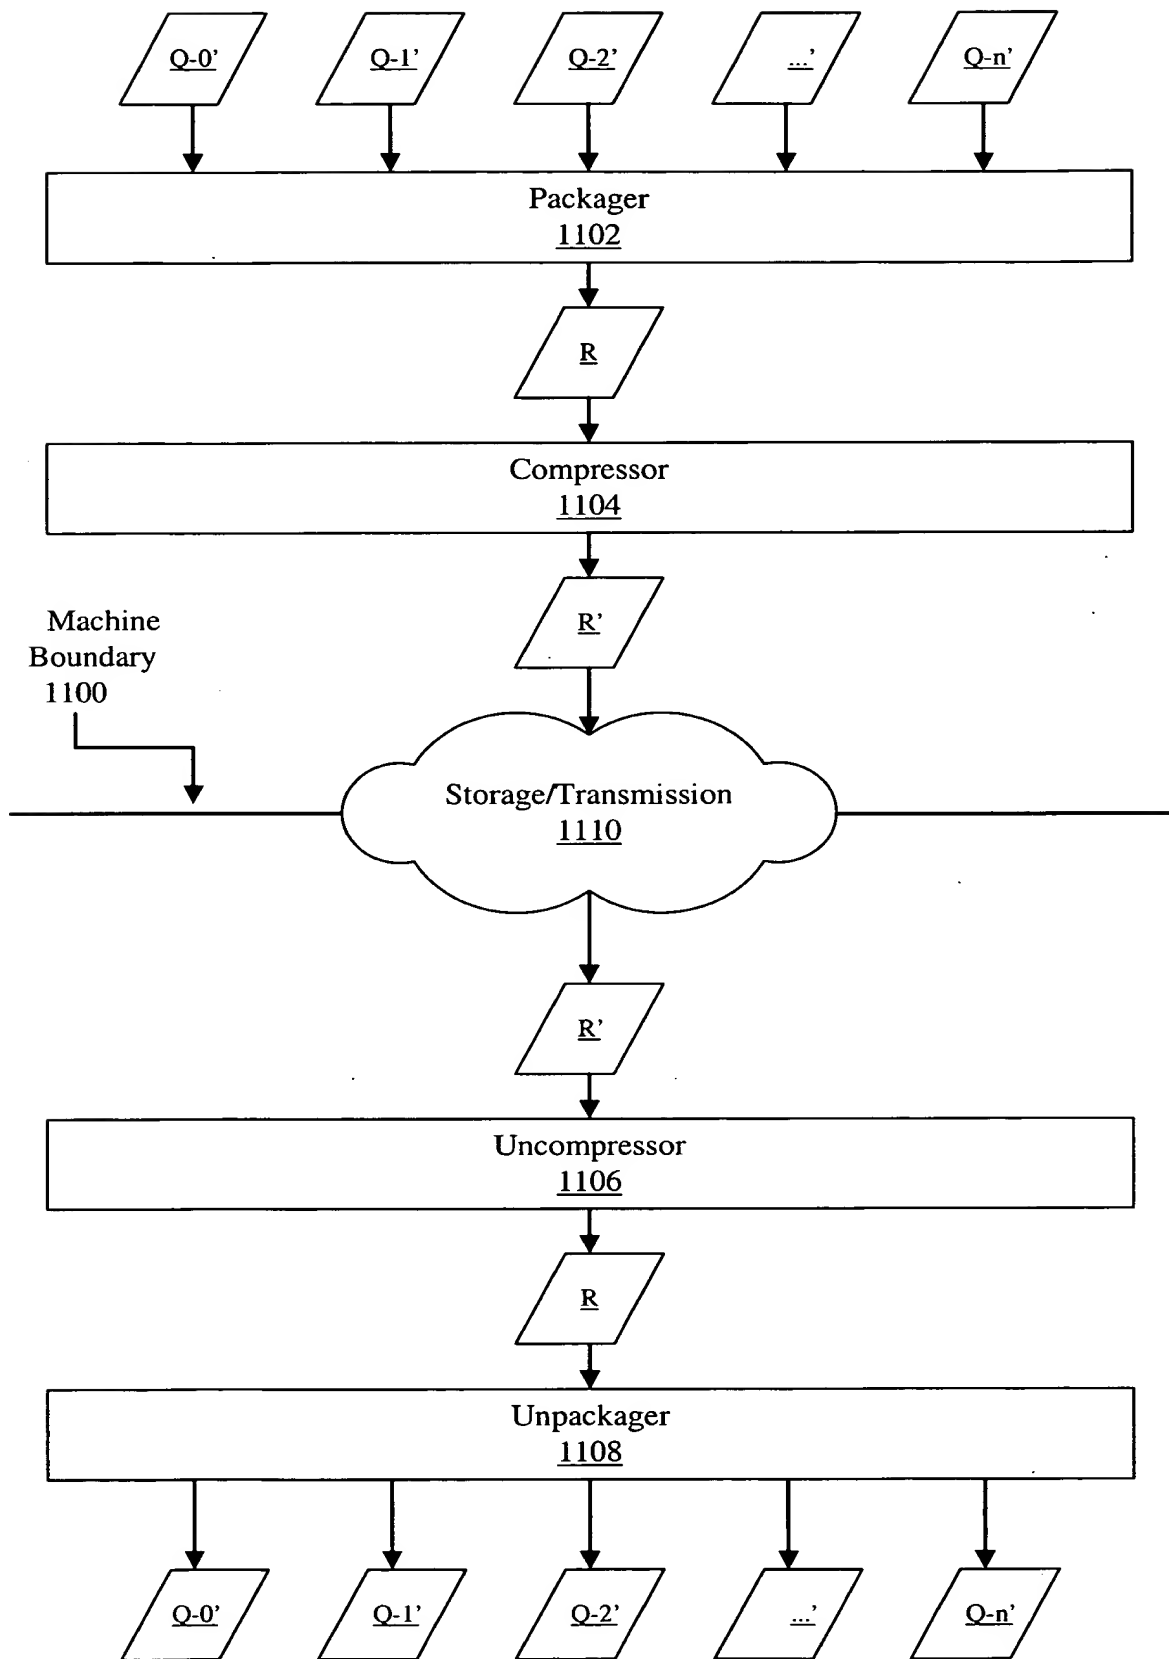 Q-0' Q-1' Q-2' ...' Q-n'
Packager
1102
R
Compressor
1104
R'
Machine
Boundary
1100
Storage/Transmission
1110
R'
Uncompressor
1106
R
Unpackager
1108
Q-0' Q-1' Q-2' ...' Q-n'